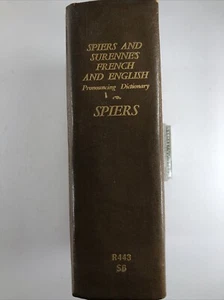 SPIERS AND
SURENNE'S
FRENCH
AND ENGLISH
Pronouncing Dictionary
SPIERS
R443
S8